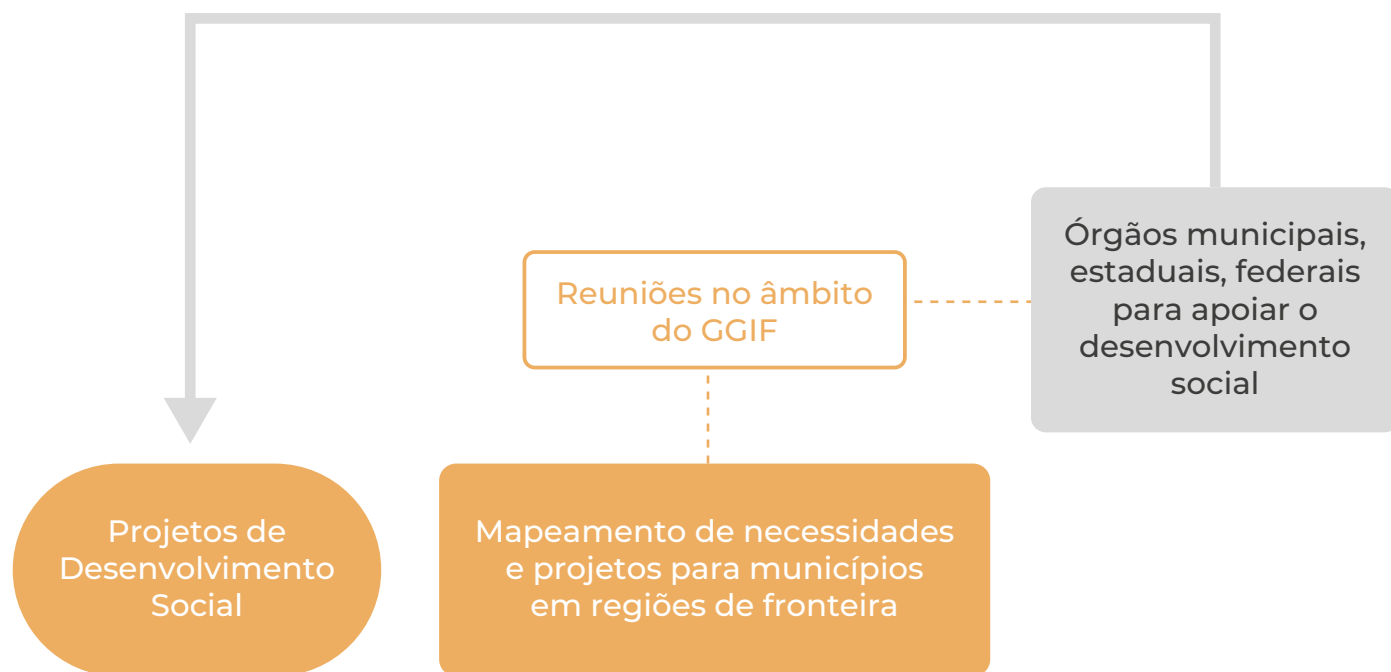 Órgãos municipais,
estaduais, federais
para apoiar o
desenvolvimento
social
Reuniões no âmbito
do GGIF
Projetos de
Desenvolvimento
Social
Mapeamento de necessidades
e projetos para municípios
em regiões de fronteira